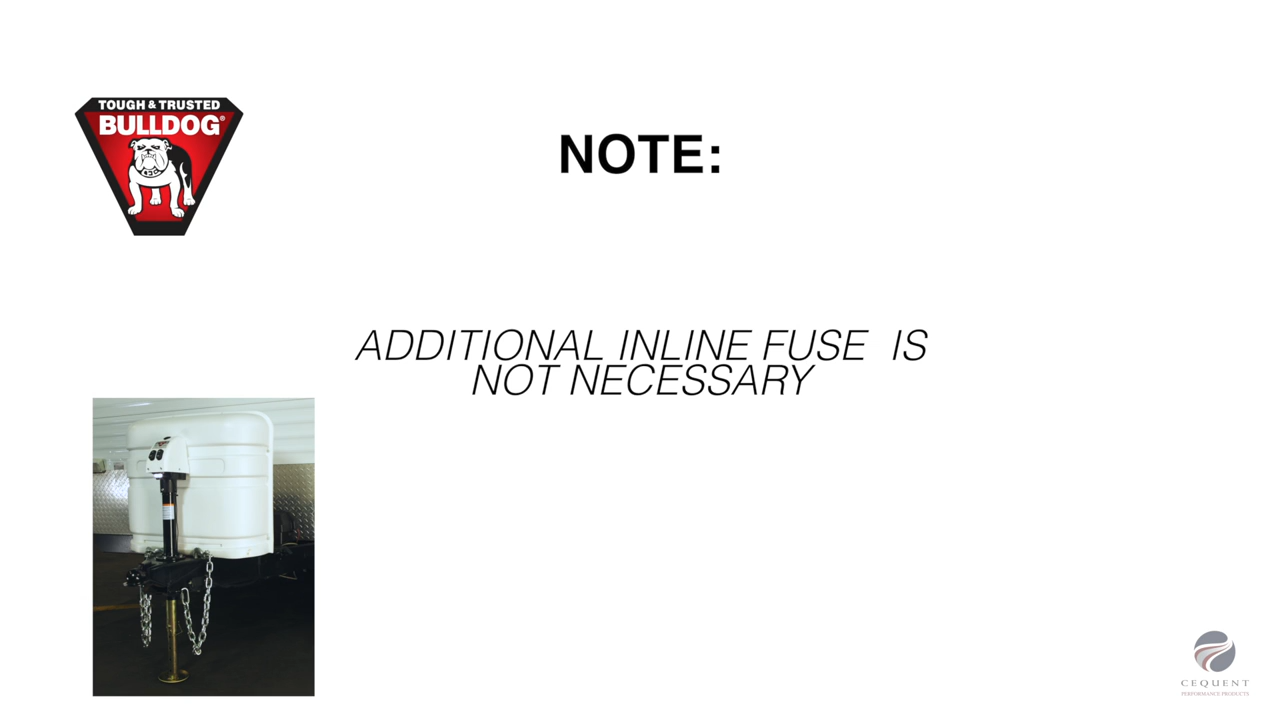 TOUGH & TRUSTED
BULLDOG®
NOTE:
ADDITIONAL INLINE FUSE IS
NOT NECESSARY
CEQUENT
PERFORMANCE PRODUCTS